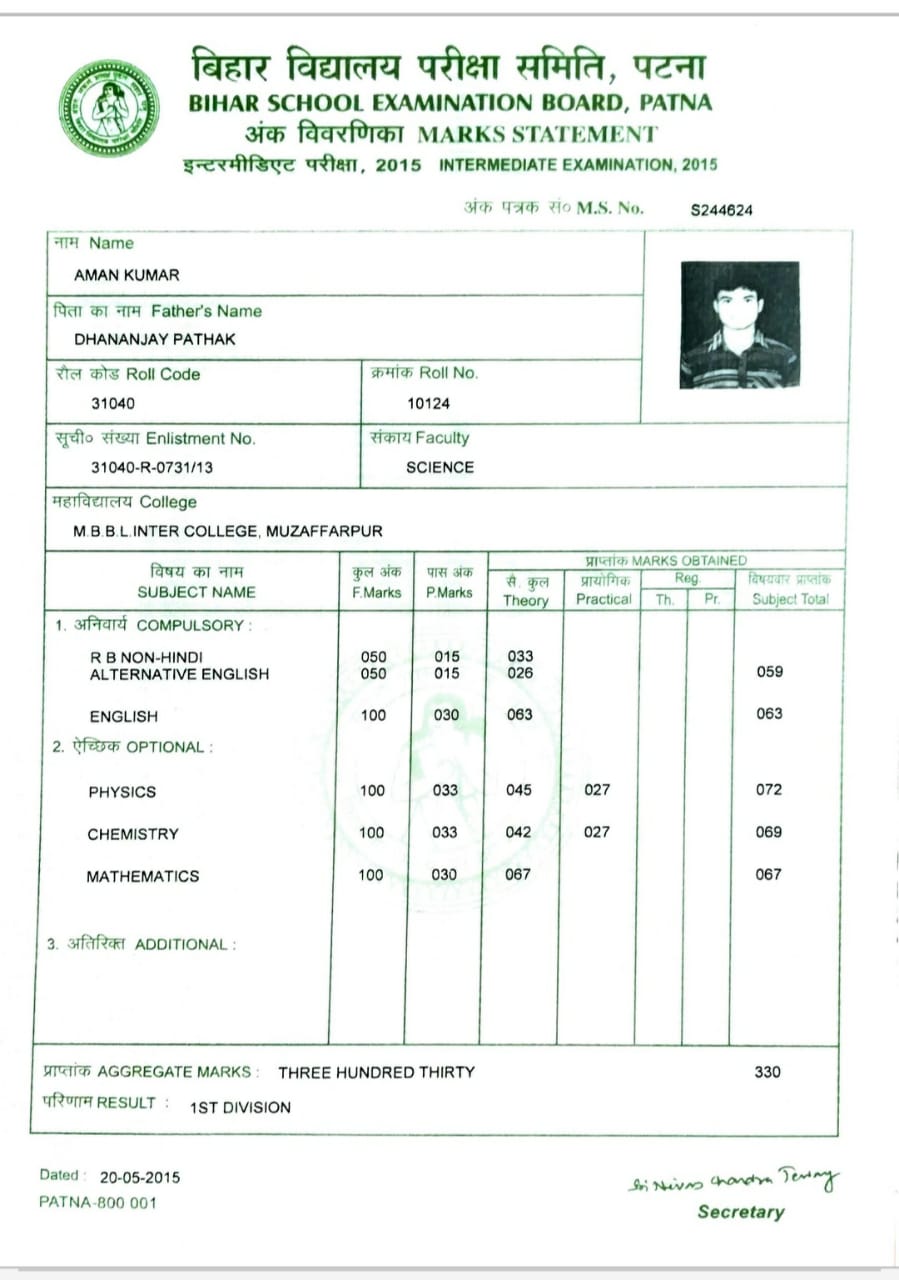 बिहार विद्यालय परीक्षा समिति, पटना
BIHAR SCHOOL EXAMINATION BOARD, PATNA
अंक विवरणिका MARKS STATEMENT
इन्टरमीडिएट परीक्षा, 2015 INTERMEDIATE EXAMINATION, 2015
अंक पत्रक सं० M.S. No. S244624
नाम Name
AMAN KUMAR
पिता का नाम Father's Name
DHANANJAY PATHAK
रौल कोड Roll Code क्रमांक Roll No.
31040 10124
सूची० संख्या Enlistment No. संकाय Faculty
31040-R-0731/13 SCIENCE
महाविद्यालय College
M.B.B.L.INTER COLLEGE, MUZAFFARPUR
विषय का नाम कुल अंक पास अंक प्राप्तांक MARKS OBTAINED
SUBJECT NAME F.Marks P.Marks सै. कुल प्रायोगिक Reg. विषयवार प्राप्तांक
Theory Practical Th. Pr. Subject Total
1. अनिवार्य COMPULSORY :
R B NON-HINDI 050 015 033
ALTERNATIVE ENGLISH 050 015 026 059
ENGLISH 100 030 063 063
2. ऐच्छिक OPTIONAL :
PHYSICS 100 033 045 027 072
CHEMISTRY 100 033 042 027 069
MATHEMATICS 100 030 067 067
3. अतिरिक्त ADDITIONAL :
प्राप्तांक AGGREGATE MARKS : THREE HUNDRED THIRTY 330
परिणाम RESULT : 1ST DIVISION
Dated : 20-05-2015
PATNA-800 001
Secretary